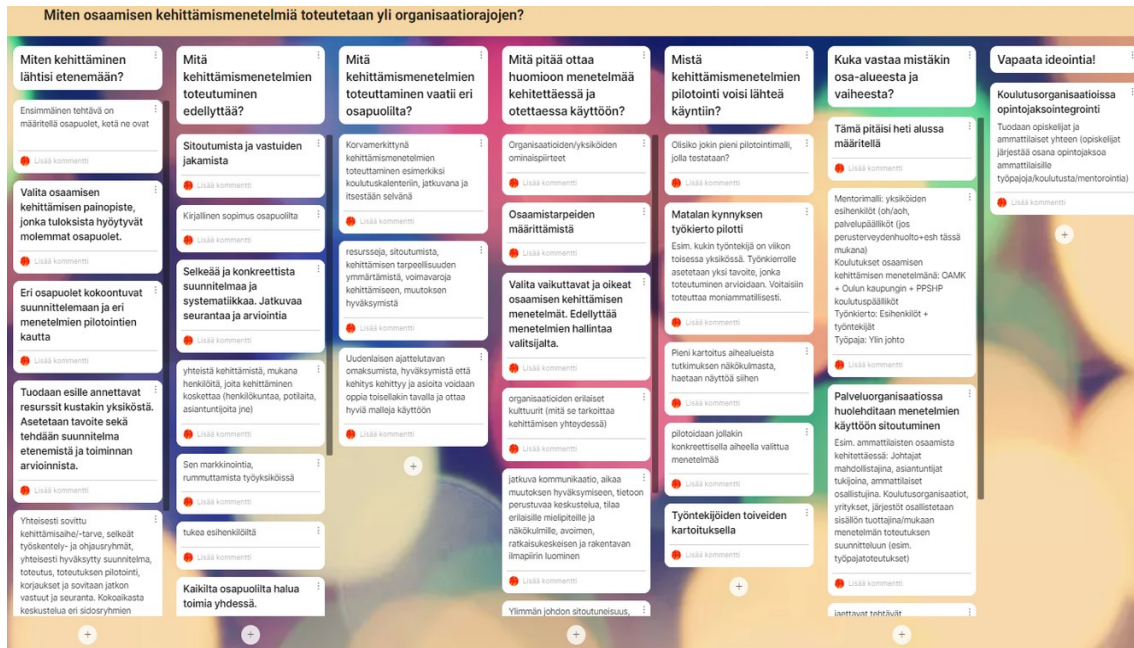 Miten osaamisen kehittämismenetelmiä toteutetaan yli organisaatiorajojen?
Miten kehittäminen
lähtisi etenemään?
Ensimmäinen tehtävä on
määritellä osapuolet, ketä ne ovat
Lisää kommentti
Valita osaamisen
kehittämisen painopiste,
jonka tuloksista hyötyvät
molemmat osapuolet.
Lisää kommentti
Eri osapuolet kokoontuvat
suunnittelemaan ja eri
menetelmien pilotointien
kautta
Lisää kommentti
Tuodaan esille annettavat
resurssit kustakin yksiköstä.
Asetetaan tavoite sekä
tehdään suunnitelma
etenemistä ja toiminnan
arvioinnista.
Lisää kommentti
Yhteisesti sovittu
kehittämisaihe/-tarve, selkeät
työskentely- ja ohjausryhmät,
yhteisesti hyväksytty suunnitelma,
toteutus, toteutuksen pilotointi,
korjaukset ja sovitaan jatkon
vastuut ja seuranta. Kokoaikasta
keskustelua eri sidosryhmien
Mitä
kehittämismenetelmien
toteutuminen
edellyttää?
Sitoutumista ja vastuiden
jakamista
Lisää kommentti
Kirjallinen sopimus osapuolilta
Lisää kommentti
Selkeää ja konkreettista
suunnitelmaa ja
systematiikkaa. Jatkuvaa
seurantaa ja arviointia
Lisää kommentti
yhteistä kehittämistä, mukana
henkilöitä, joita kehittäminen
koskettaa (henkilökuntaa, potilaita,
asiantuntijoita jne)
Lisää kommentti
Sen markkinointia,
rummuttamista työyksiköissä
Lisää kommentti
tukea esihenkilöiltä
Lisää kommentti
Kaikilta osapuolilta halua
toimia yhdessä.
Mitä
kehittämismenetelmien
toteuttaminen vaatii eri
osapuolilta?
Korvamerkittynä
kehittämismenetelmien
toteuttaminen esimerkiksi
koulutuskalenteriin, jatkuvana ja
itsestään selvänä
Lisää kommentti
resursseja, sitoutumista,
kehittämisen tarpeellisuuden
ymmärtämistä, voimavaroja
kehittämiseen, muutoksen
hyväksymistä
Lisää kommentti
Uudenlaisen ajattelutavan
omaksumista, hyväksymistä että
kehitys kehittyy ja asioita voidaan
oppia toisellakin tavalla ja ottaa
hyviä malleja käyttöön
Lisää kommentti
Mitä pitää ottaa
huomioon menetelmää
kehitettäessä ja
otettaessa käyttöön?
Organisaatioiden/yksiköiden
ominaispiirteet
Lisää kommentti
Osaamistarpeiden
määrittämistä
Lisää kommentti
Valita vaikuttavat ja oikeat
osaamisen kehittämisen
menetelmät. Edellyttää
menetelmien hallintaa
valitsijalta.
Lisää kommentti
organisaatioiden erilaiset
kulttuurit (mitä se tarkoittaa
kehittämisen yhteydessä)
Lisää kommentti
jatkuva kommunikaatio, aikaa
muutoksen hyväksymiseen, tietoon
perustuvaa keskustelua, tilaa
erilaisille mielipiteille ja
näkökulmille, avoimen,
ratkaisukeskeisen ja rakentavan
ilmapiirin luominen
Lisää kommentti
Ylimmän johdon sitoutuneisuus,
Mistä
kehittämismenetelmien
pilotointi voisi lähteä
käyntiin?
Olisiko jokin pieni pilotointimalli,
jolla testataan?
Lisää kommentti
Matalan kynnyksen
työkierto pilotti
Esim. kukin työntekijä on viikon
toisessa yksikössä. Työnkierrolle
asetetaan yksi tavoite, jonka
toteutuminen arvioidaan. Voitaisiin
toteuttaa moniammatillisesti.
Lisää kommentti
Pieni kartoitus aihealueista
tutkimuksen näkökulmasta,
haetaan näyttöä siihen
Lisää kommentti
pilotoidaan jollakin
konkreettisella aiheella valittua
menetelmää
Lisää kommentti
Työntekijöiden toiveiden
kartoituksella
Lisää kommentti
Kuka vastaa mistäkin
osa-alueesta ja
vaiheesta?
Tämä pitäisi heti alussa
määritellä
Lisää kommentti
Mentorimalli: yksiköiden
esihenkilöt (oh/aoh,
palvelupäälliköt (jos
perusterveydenhuolto+esh tässä
mukana)
Koulutukset osaamisen
kehittämisen menetelmänä: OAMK
+ Oulun kaupungin + PPSHP
koulutuspäälliköt
Työnkierto: Esihenkilöt +
työntekijät
Työpaja: Ylin johto
Lisää kommentti
Palveluorganisaatiossa
huolehditaan menetelmien
käyttöön sitoutuminen
Esim. ammattilaisten osaamista
kehitettäessä: Johtajat
mahdollistajina, asiantuntijat
tukijoina, ammattilaiset
osallistujina. Koulutusorganisaatiot,
yritykset, järjestöt osallistetaan
sisällön tuottajina/mukaan
menetelmän toteutuksen
suunnitteluun (esim.
työpajatoteutukset)
Lisää kommentti
jaettavat tehtävät
Vapaata ideointia!
Koulutusorganisaatioissa
opintojaksointegrointi
Tuodaan opiskelijat ja
ammattilaiset yhteen (opiskelijat
järjestää osana opintojaksoa
ammattilaisille
työpajoja/koulutusta/mentorointia)
Lisää kommentti